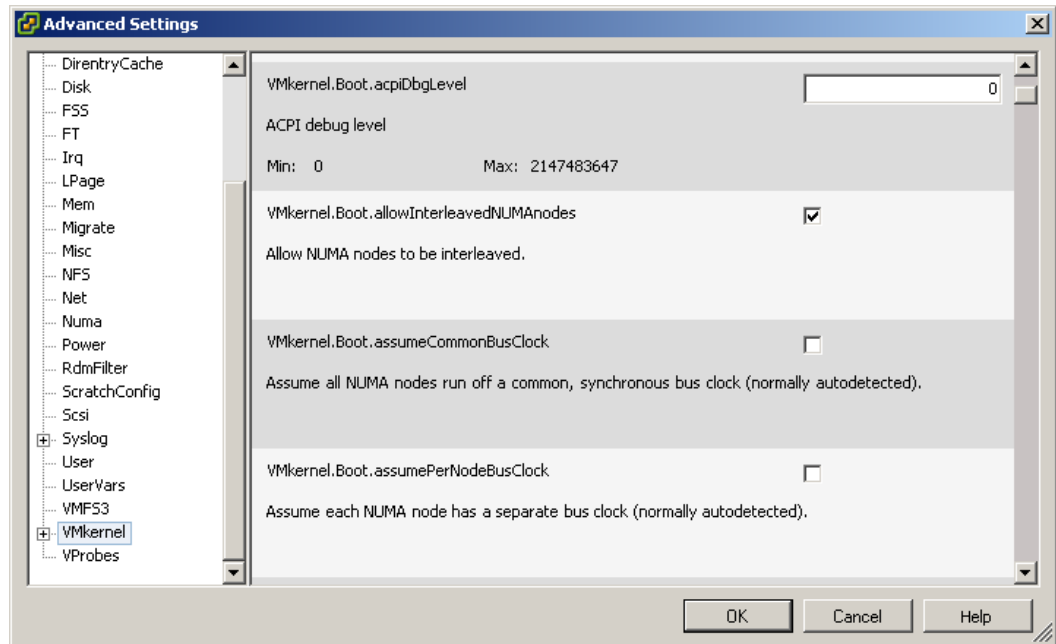 Advanced Settings
DirentryCache
Disk
FSS
FT
Irq
LPage
Mem
Migrate
Misc
NFS
Net
Numa
Power
RdmFilter
ScratchConfig
Scsi
Syslog
User
UserVars
VMFS3
VMkernel
VProbes
VMkernel.Boot.acpiDbgLevel
0
ACPI debug level
Min: 0 Max: 2147483647
VMkernel.Boot.allowInterleavedNUMAnodes
Allow NUMA nodes to be interleaved.
VMkernel.Boot.assumeCommonBusClock
Assume all NUMA nodes run off a common, synchronous bus clock (normally autodetected).
VMkernel.Boot.assumePerNodeBusClock
Assume each NUMA node has a separate bus clock (normally autodetected).
OK Cancel Help